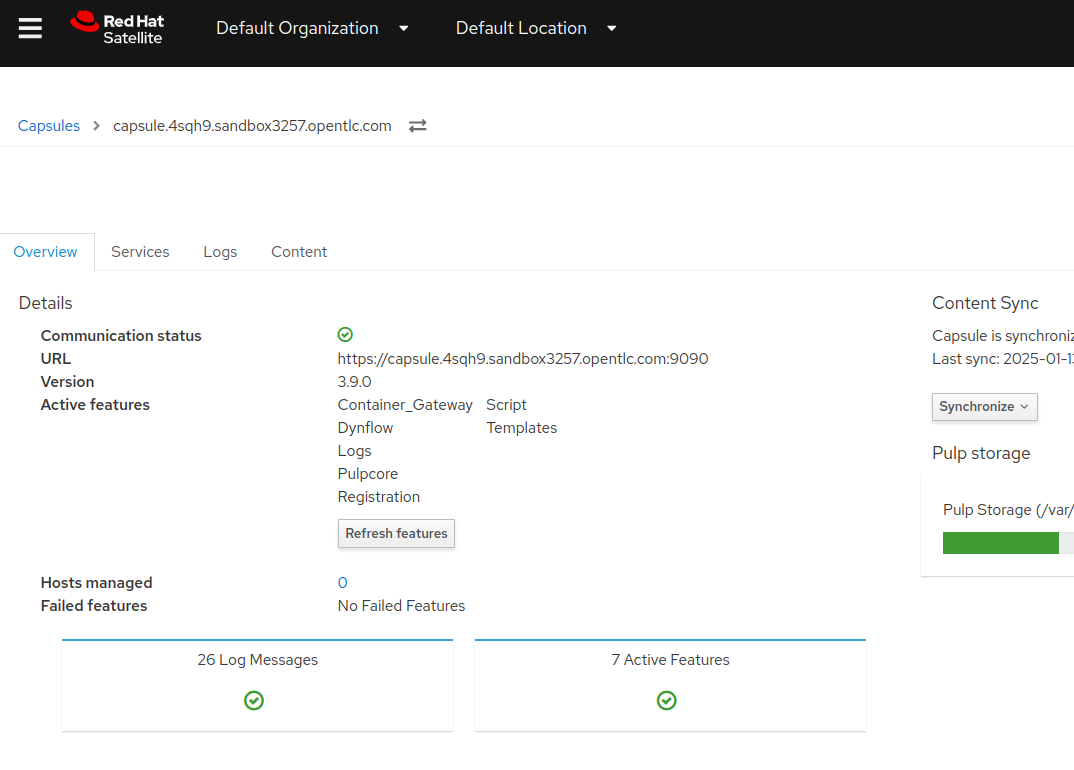 Red Hat
Satellite
Default Organization
Default Location
Capsules
capsule.4sqh9.sandbox3257.opentlc.com
Overview
Services
Logs
Content
Details
Communication status
URL https://capsule.4sqh9.sandbox3257.opentlc.com:9090
Version 3.9.0
Active features Container_Gateway Script
Dynflow Templates
Logs
Pulpcore
Registration
Refresh features
Hosts managed 0
Failed features No Failed Features
26 Log Messages
7 Active Features
Content Sync
Capsule is synchroniz
Last sync: 2025-01-1
Synchronize
Pulp storage
Pulp Storage (/var/